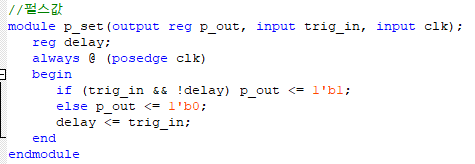 //펄스값
module p_set(output reg p_out, input trig_in, input clk);
reg delay;
always @ (posedge clk)
begin
if (trig_in && !delay) p_out <= 1'b1;
else p_out <= 1'b0;
delay <= trig_in;
end
endmodule